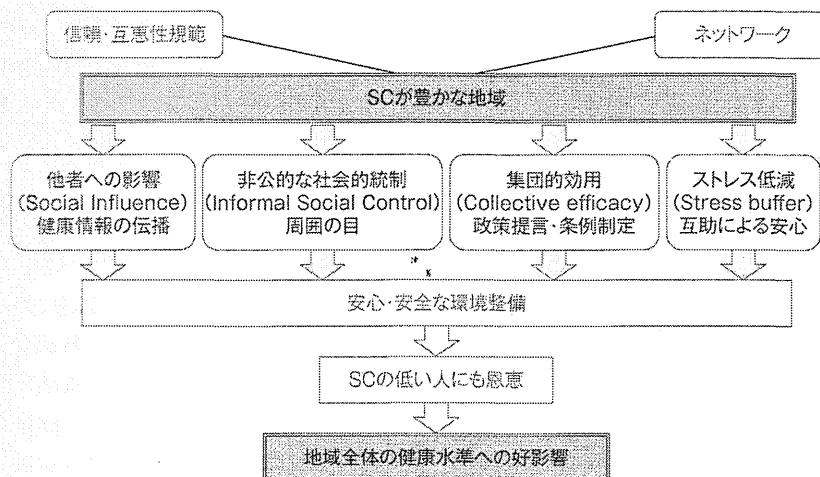 信頼・互恵性規範
ネットワーク
SCが豊かな地域
他者への影響
(Social Influence)
健康情報の伝播
非公的な社会的統制
(Informal Social Control)
周囲の目
集団的効用
(Collective efficacy)
政策提言・条例制定
ストレス低減
(Stress buffer)
互助による安心
安心・安全な環境整備
SCの低い人にも恩恵
地域全体の健康水準への好影響